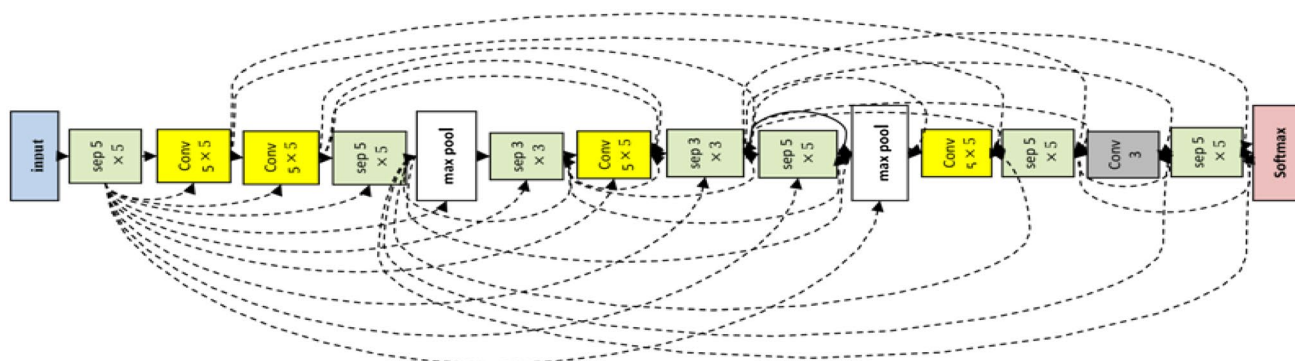 input
sep 5
× 5
Conv
5 × 5
Conv
5 × 5
sep 5
× 5
max pool
sep 3
× 3
Conv
5 × 5
sep 3
× 3
sep 5
× 5
max pool
Conv
5 × 5
sep 5
× 5
Conv
3
sep 5
× 5
Softmax